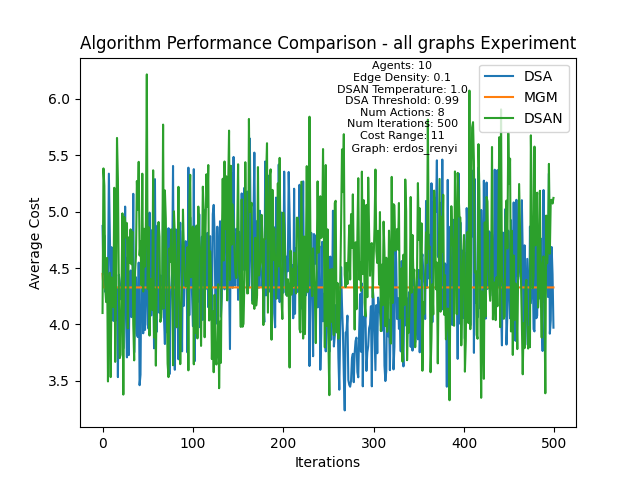 Algorithm Performance Comparison - all graphs Experiment
Agents: 10
Edge Density: 0.1
DSAN Temperature: 1.0
DSA Threshold: 0.99
Num Actions: 8
Num Iterations: 500
Cost Range: 11
Graph: erdos_renyi
DSA
MGM
DSAN
Average Cost
6.0
5.5
5.0
4.5
4.0
3.5
0 100 200 300 400 500
Iterations